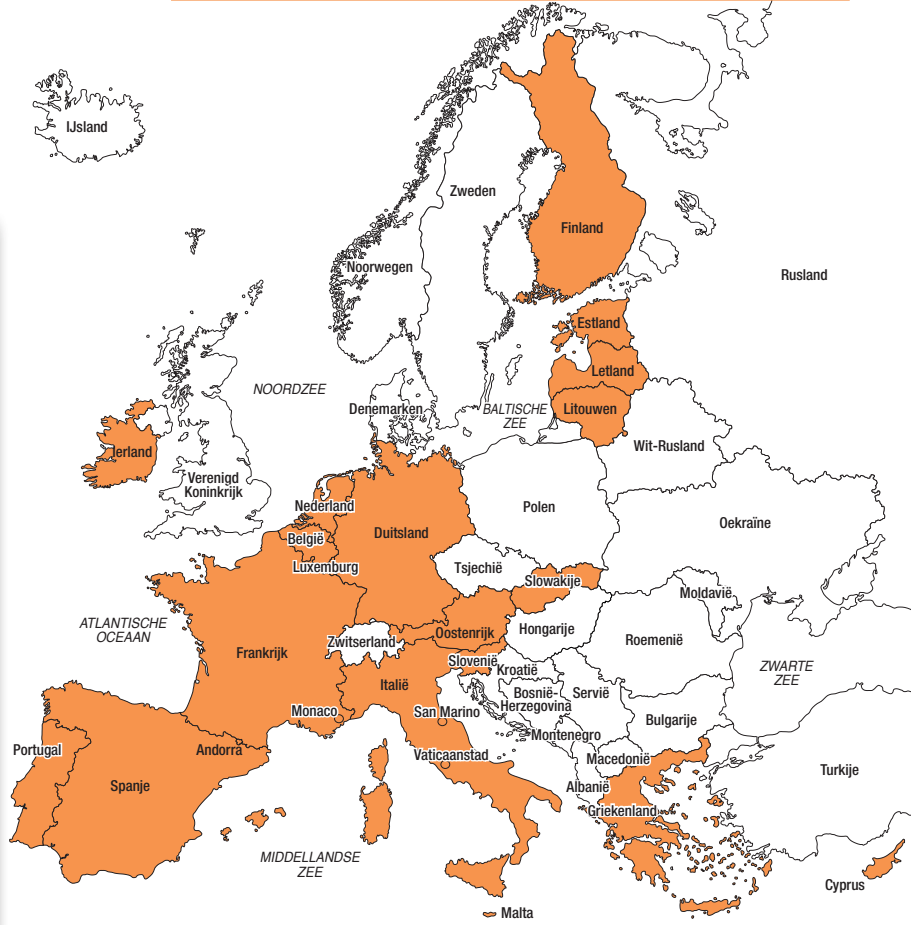 IJsland
Zweden
Finland
Noorwegen
Rusland
Estland
NOORDZEE
Letland
Denemarken
BALTISCHE
ZEE
Litouwen
Ierland
Wit-Rusland
Verenigd
Koninkrijk
Nederland
Polen
Oekraïne
Duitsland
België
Luxemburg
Tsjechië
Slowakije
Moldavië
ATLANTISCHE
OCEAAN
Zwitserland
Oostenrijk
Hongarije
Roemenië
Frankrijk
Slovenië
Kroatië
ZWARTE
ZEE
Italië
Bosnië-
Herzegovina
Servië
Monaco
San Marino
Bulgarije
Montenegro
Portugal
Andorra
Vaticaanstad
Macedonië
Turkije
Spanje
Albanië
Griekenland
MIDDELLANDSE
ZEE
Cyprus
Malta